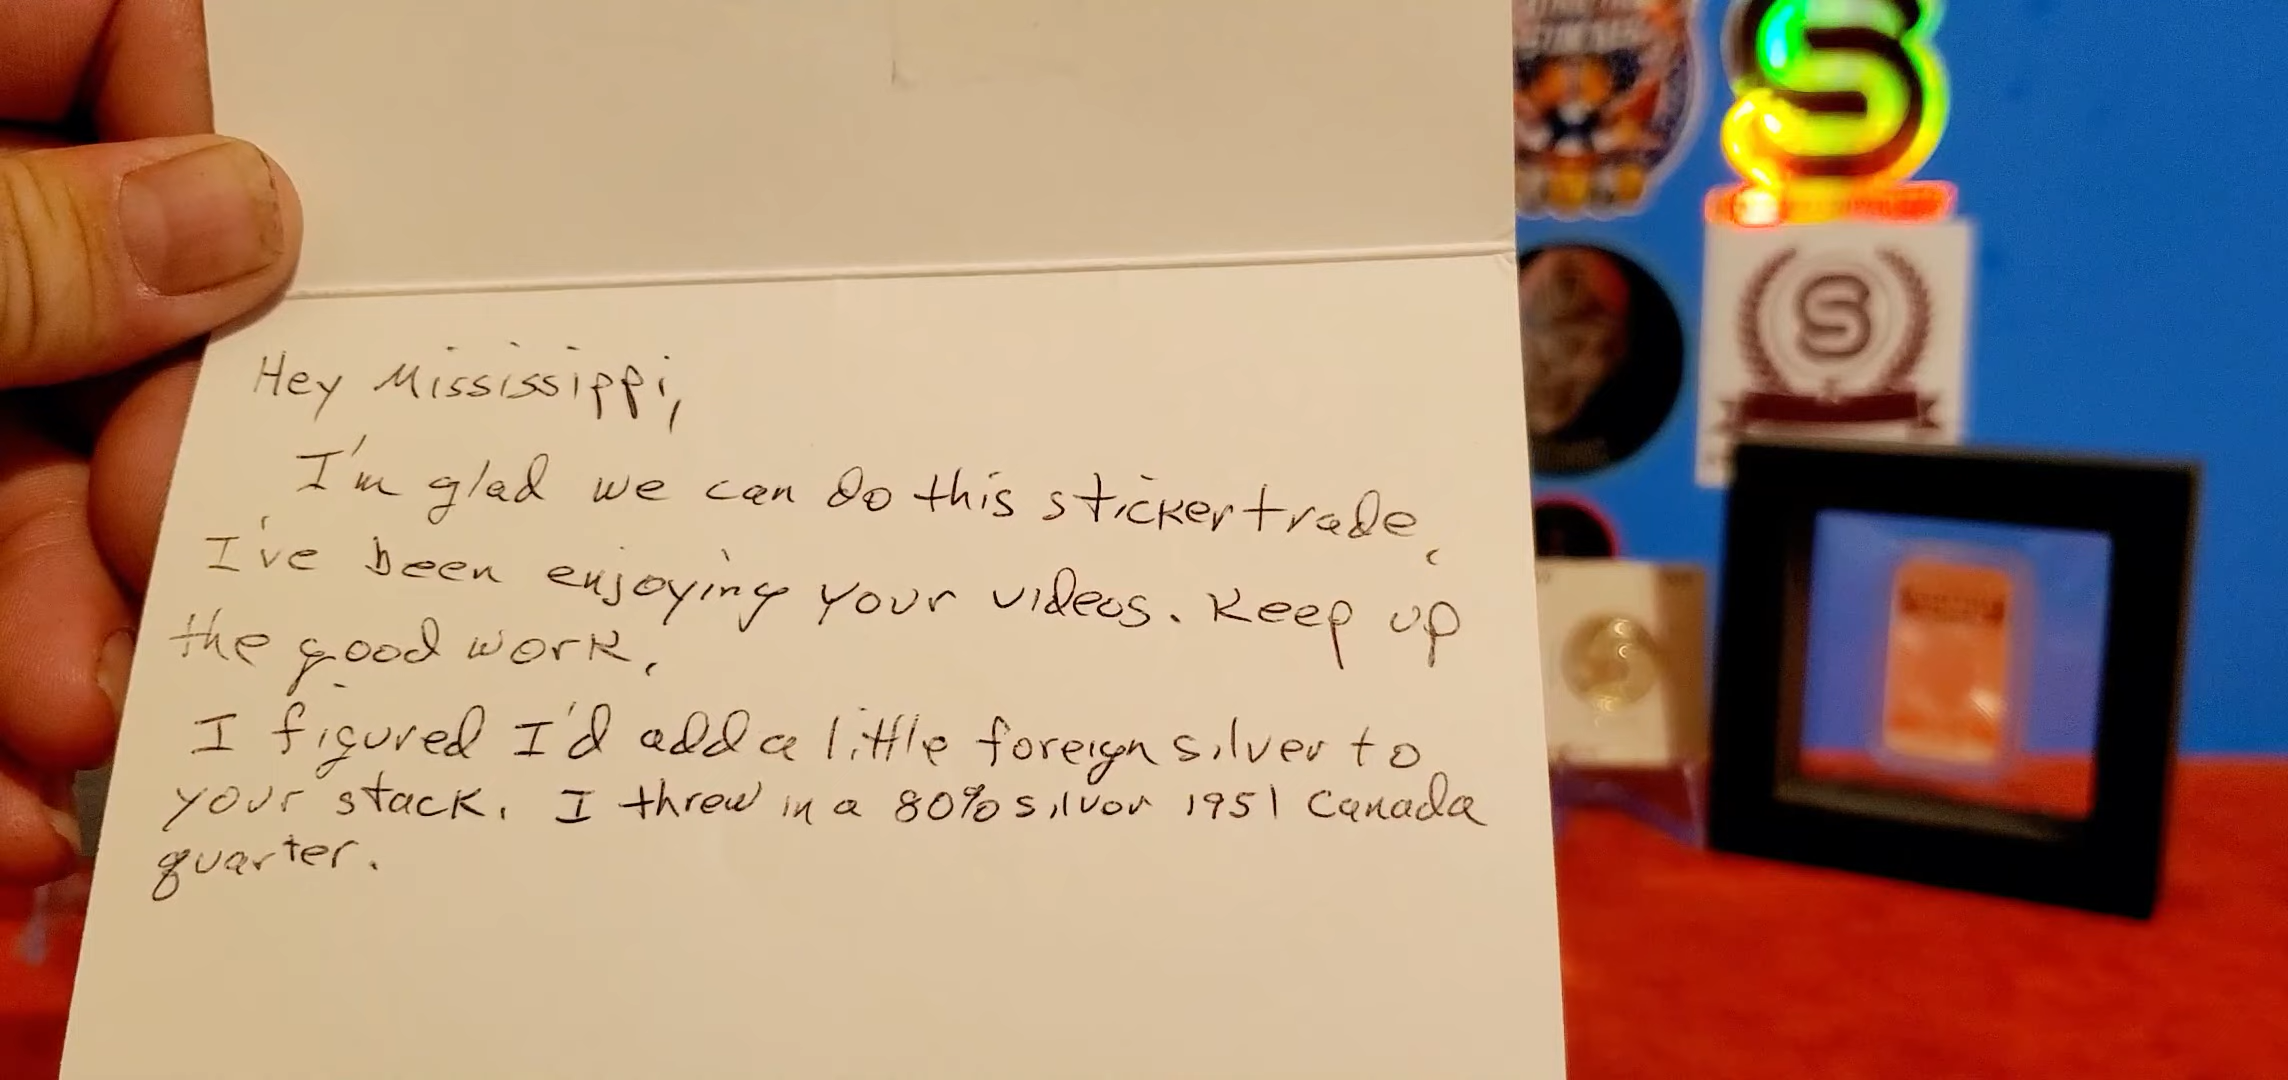 Hey Mississippi,
I'm glad we can do this sticker trade.
I've been enjoying your videos. Keep up
the good work.
I figured I'd add a little foreign silver to
your stack. I threw in a 80% silver 1951 Canada
quarter.
S
S